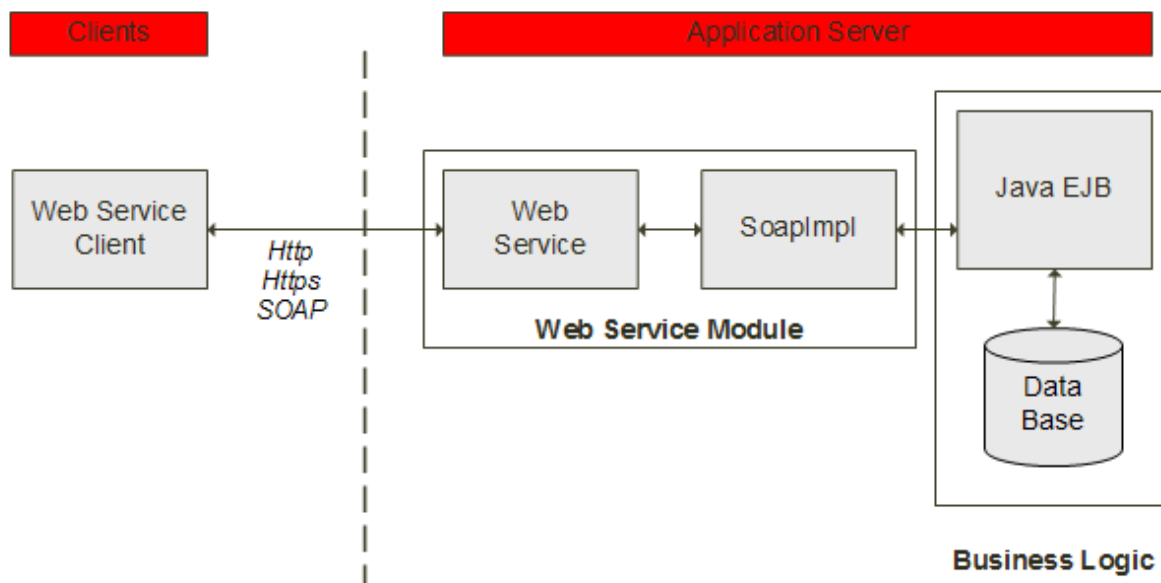 Clients
Application Server
Web Service
Client
Http
Https
SOAP
Web
Service
SoapImpl
Web Service Module
Java EJB
Data
Base
Business Logic